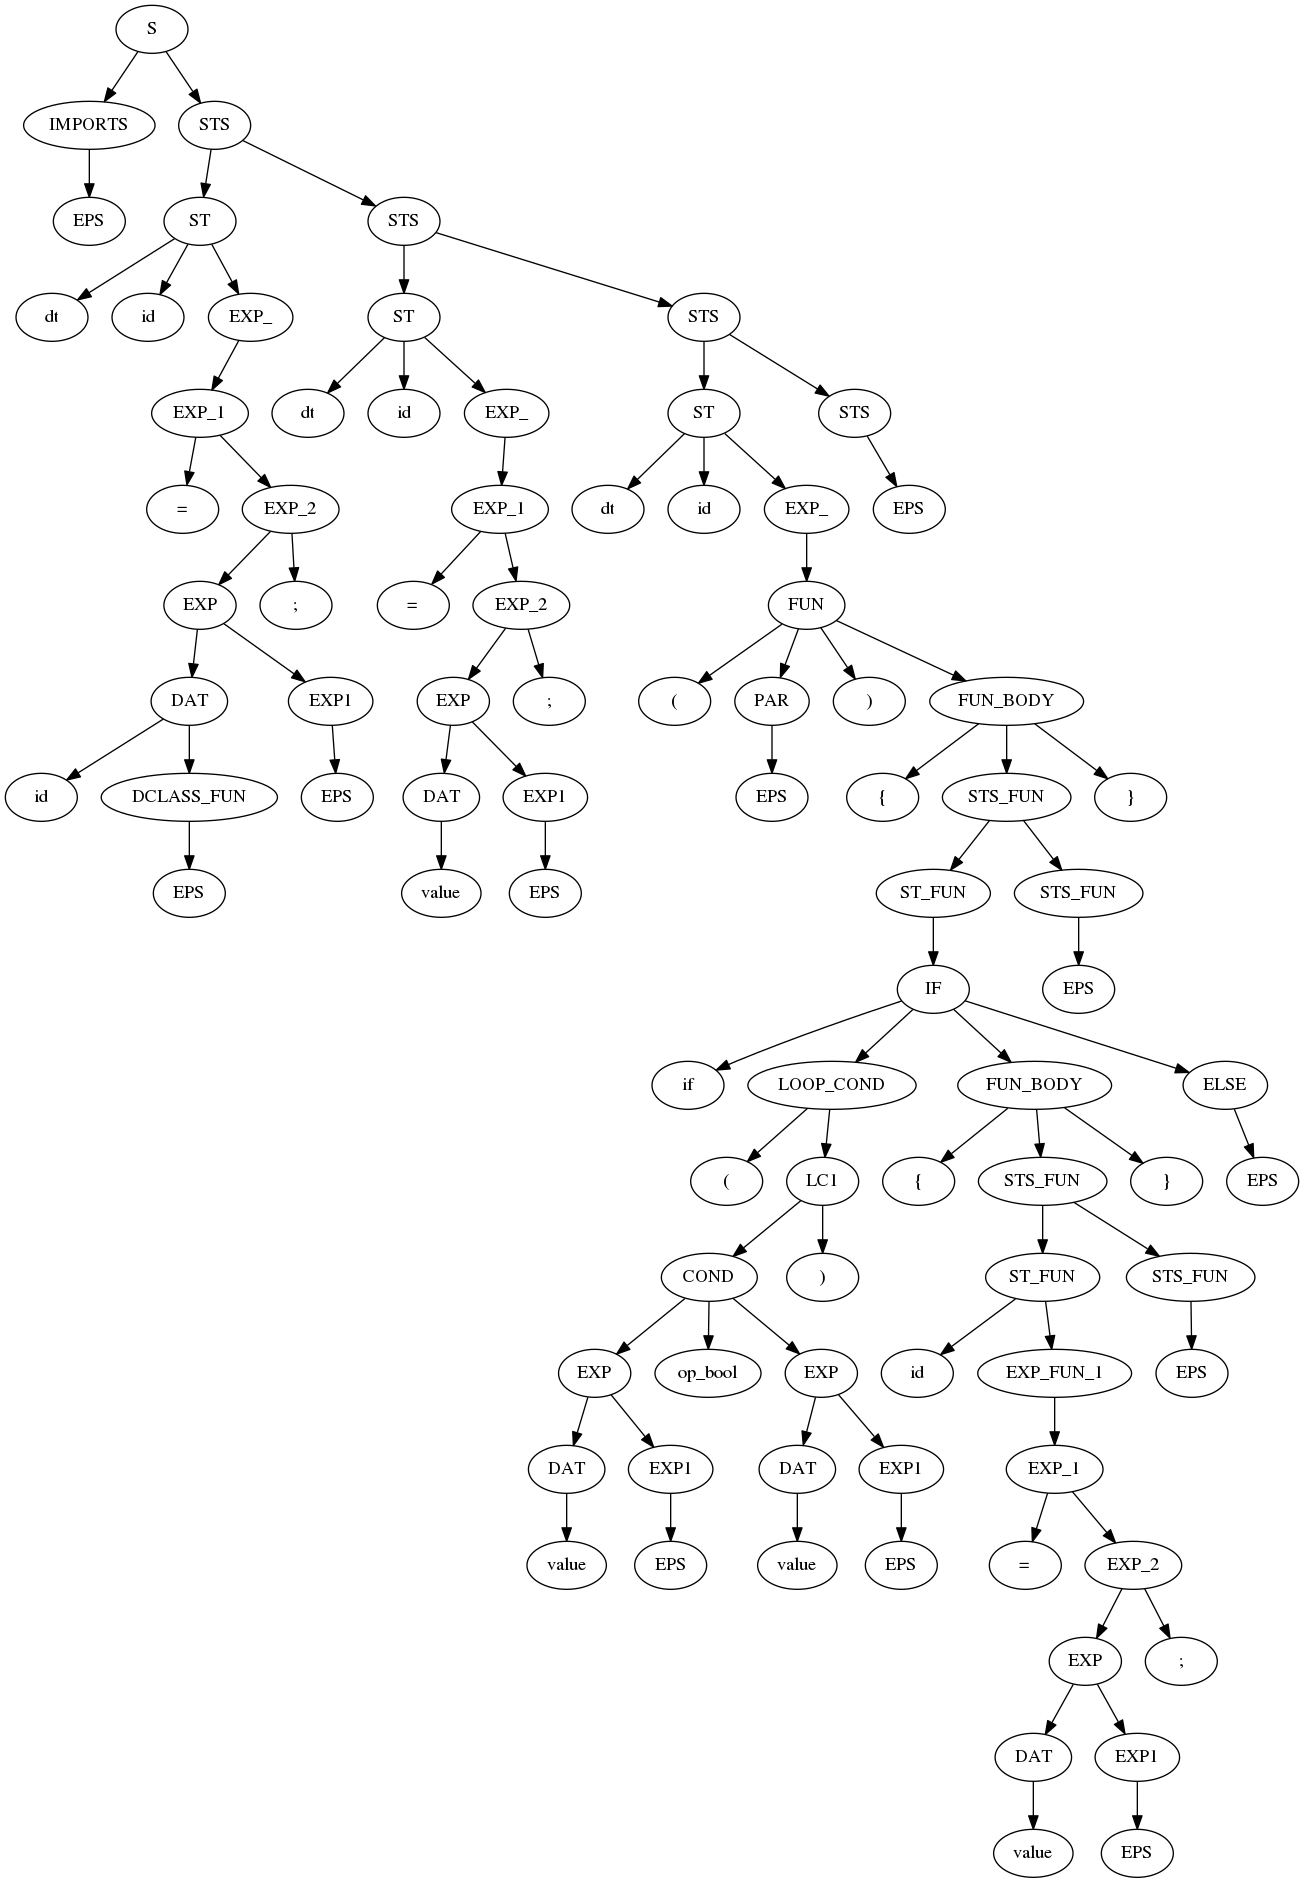 S
IMPORTS STS
EPS ST STS
dt id EXP_ ST STS
EXP_1 dt id EXP_ ST STS
= EXP_2 EXP_1 dt id EXP_ EPS
EXP ; = EXP_2 FUN
DAT EXP1 EXP ; ( PAR ) FUN_BODY
id DCLASS_FUN EPS DAT EXP1 EPS { STS_FUN }
EPS value EPS ST_FUN STS_FUN
IF EPS
if LOOP_COND FUN_BODY ELSE
( LC1 { STS_FUN } EPS
COND ) ST_FUN STS_FUN
EXP op_bool EXP id EXP_FUN_1 EPS
DAT EXP1 DAT EXP1 EXP_1
value EPS value EPS = EXP_2
EXP ;
DAT EXP1
value EPS